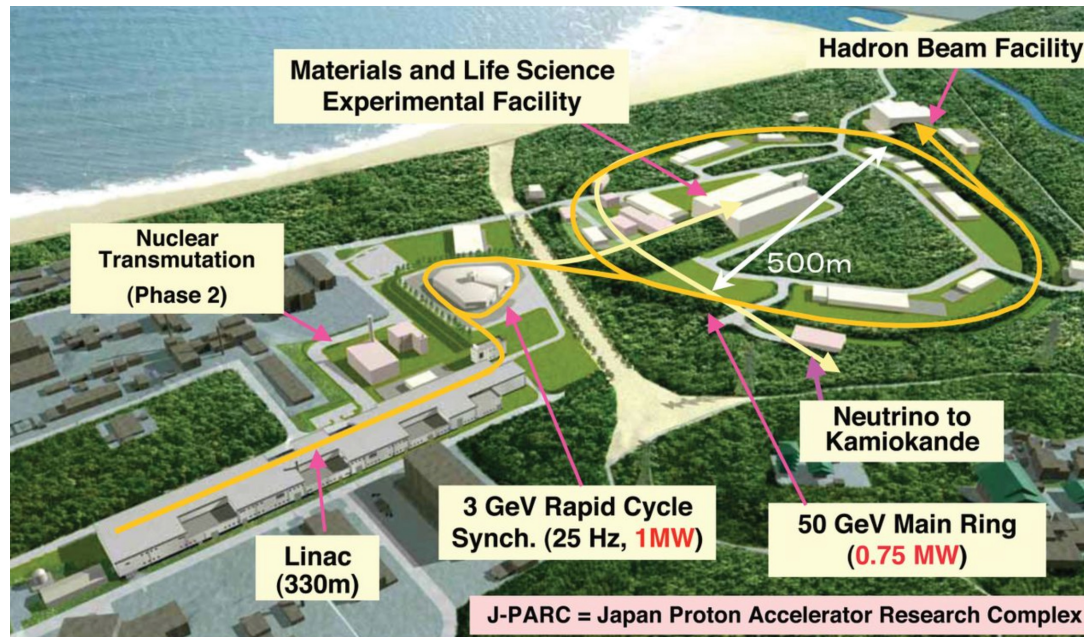 Hadron Beam Facility
Materials and Life Science
Experimental Facility
Nuclear
Transmutation
(Phase 2)
500m
Neutrino to
Kamiokande
3 GeV Rapid Cycle
Synch. (25 Hz, 1MW)
50 GeV Main Ring
(0.75 MW)
Linac
(330m)
J-PARC = Japan Proton Accelerator Research Complex